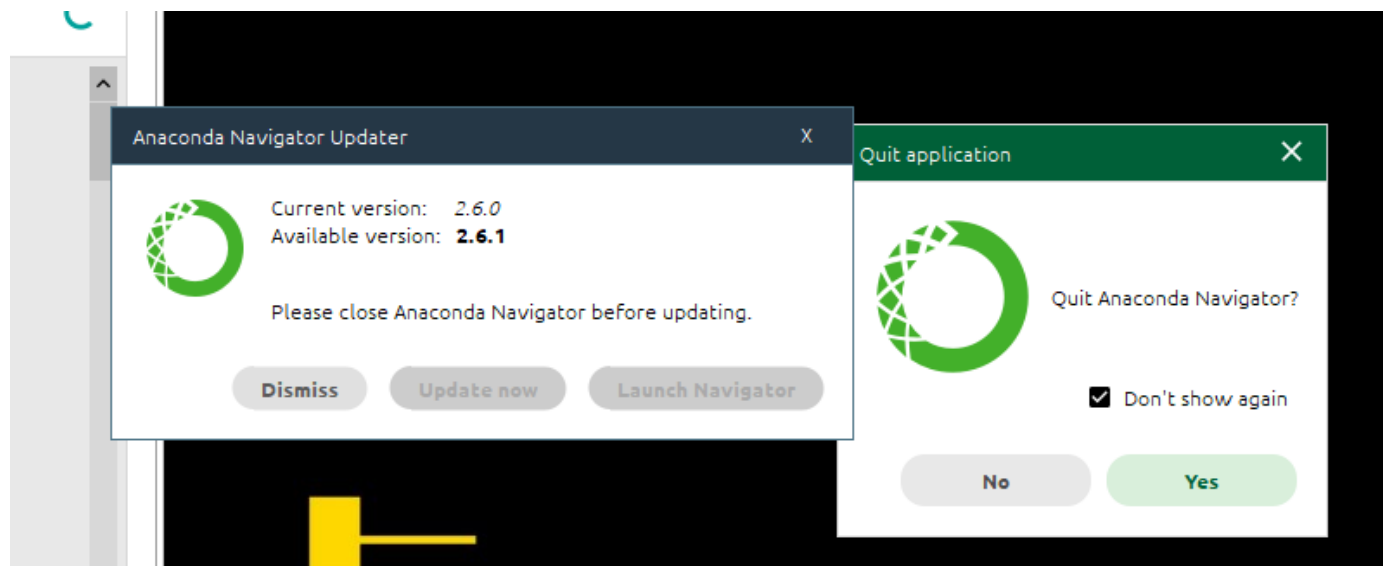 Anaconda Navigator Updater X
Current version: 2.6.0
Available version: 2.6.1
Please close Anaconda Navigator before updating.
Dismiss Update now Launch Navigator
Quit application
Quit Anaconda Navigator?
Don't show again
No Yes